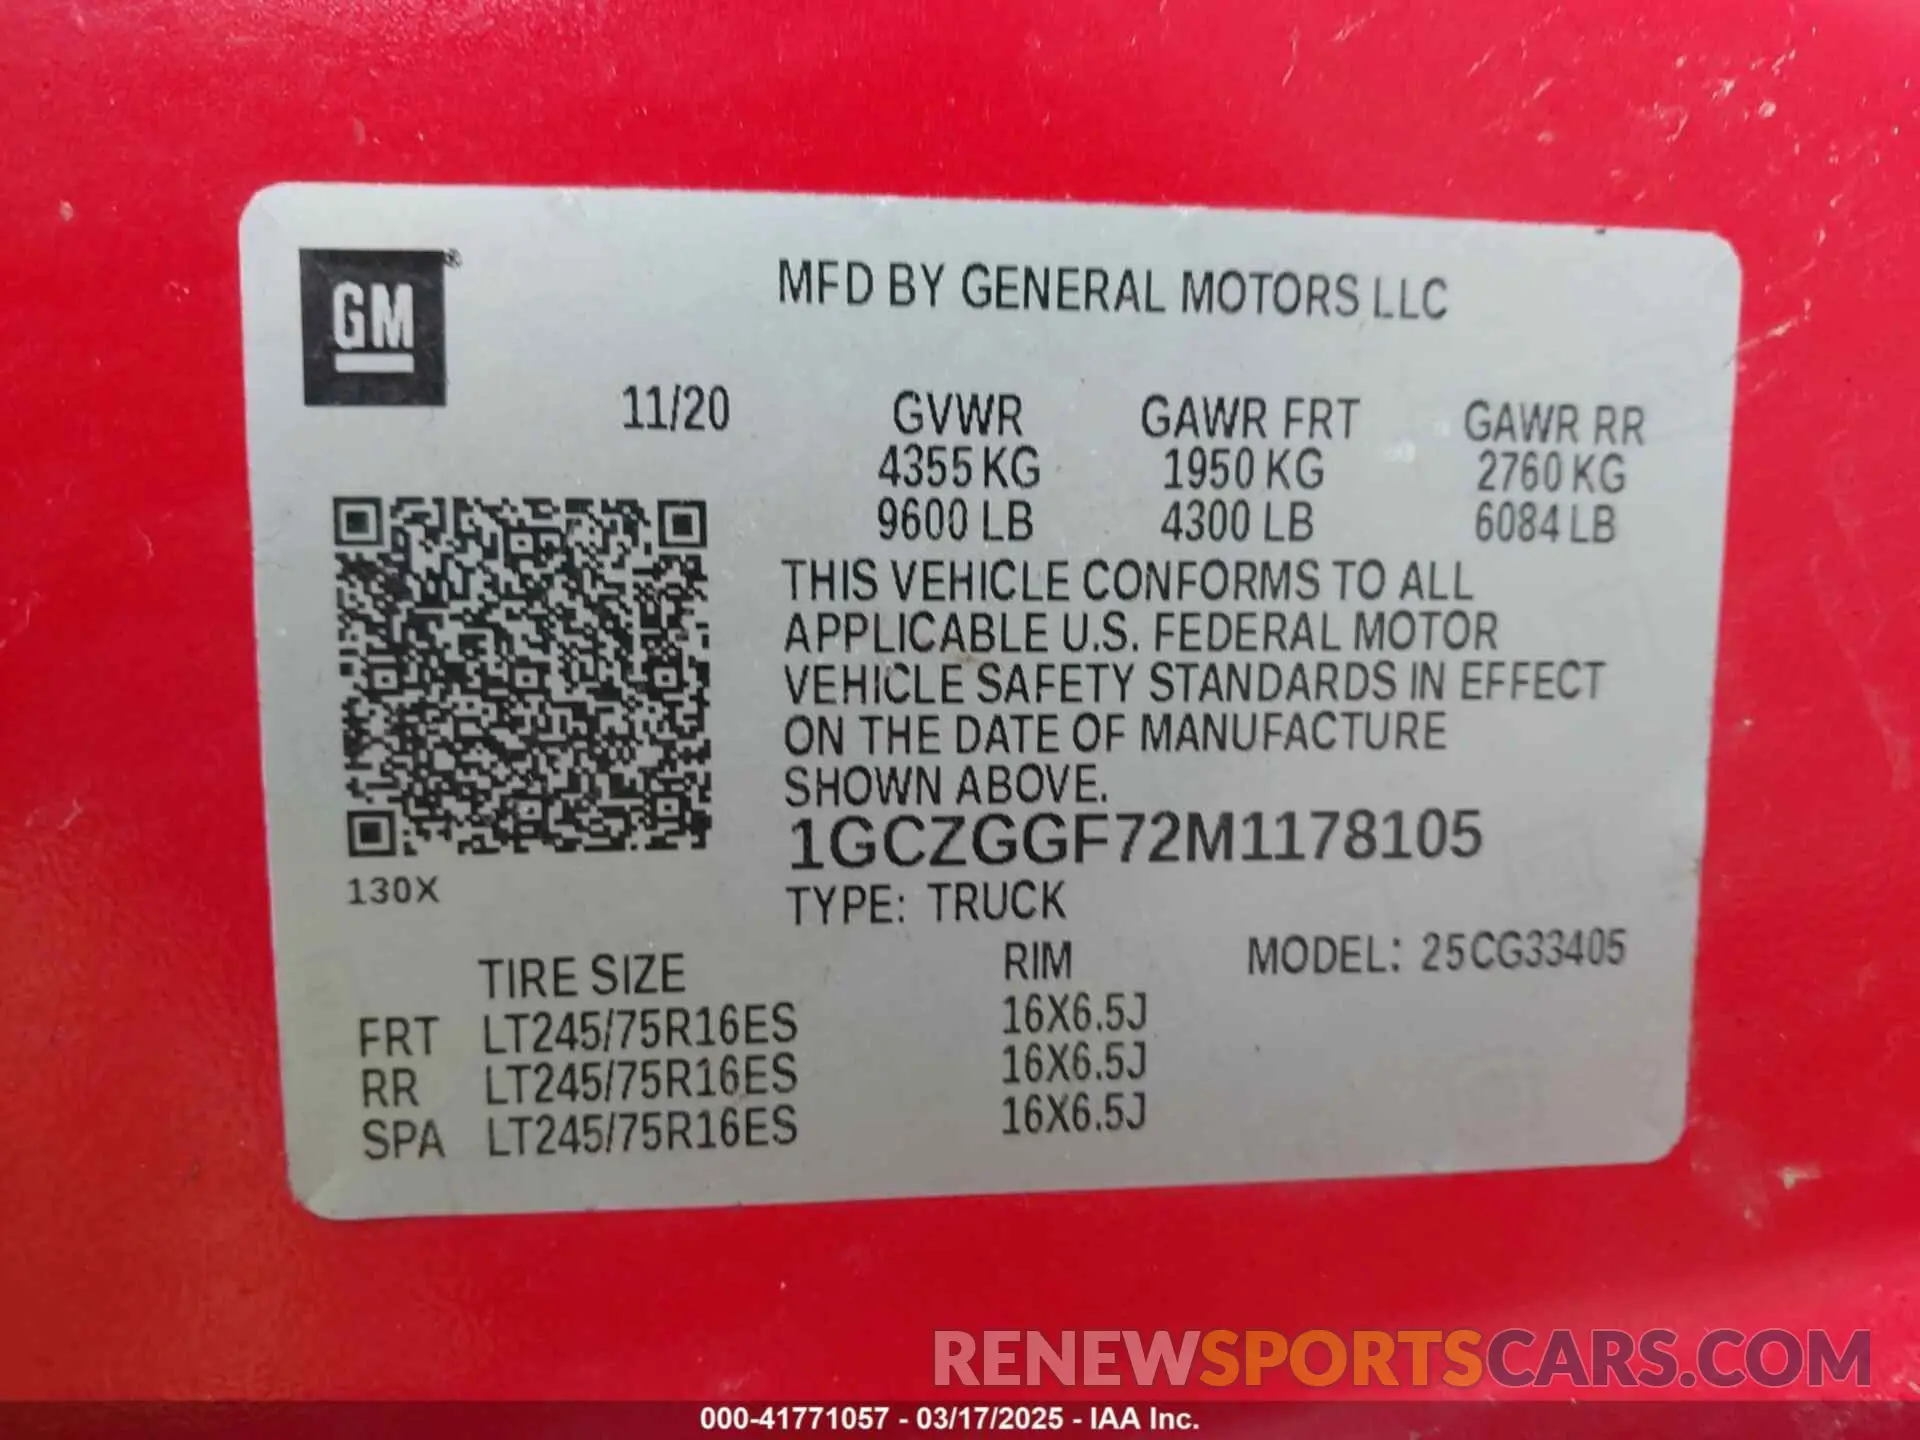 GM®
MFD BY GENERAL MOTORS LLC
11/20 GVWR GAWR FRT GAWR RR
4355 KG 1950 KG 2760 KG
9600 LB 4300 LB 6084 LB
THIS VEHICLE CONFORMS TO ALL
APPLICABLE U.S. FEDERAL MOTOR
VEHICLE SAFETY STANDARDS IN EFFECT
ON THE DATE OF MANUFACTURE
SHOWN ABOVE.
1GCZGGF72M1178105
130X
TYPE: TRUCK
TIRE SIZE RIM MODEL: 25CG33405
FRT LT245/75R16ES 16X6.5J
RR LT245/75R16ES 16X6.5J
SPA LT245/75R16ES 16X6.5J
RENEWSPORTSCARS.COM
000-41771057 - 03/17/2025 - IAA Inc.